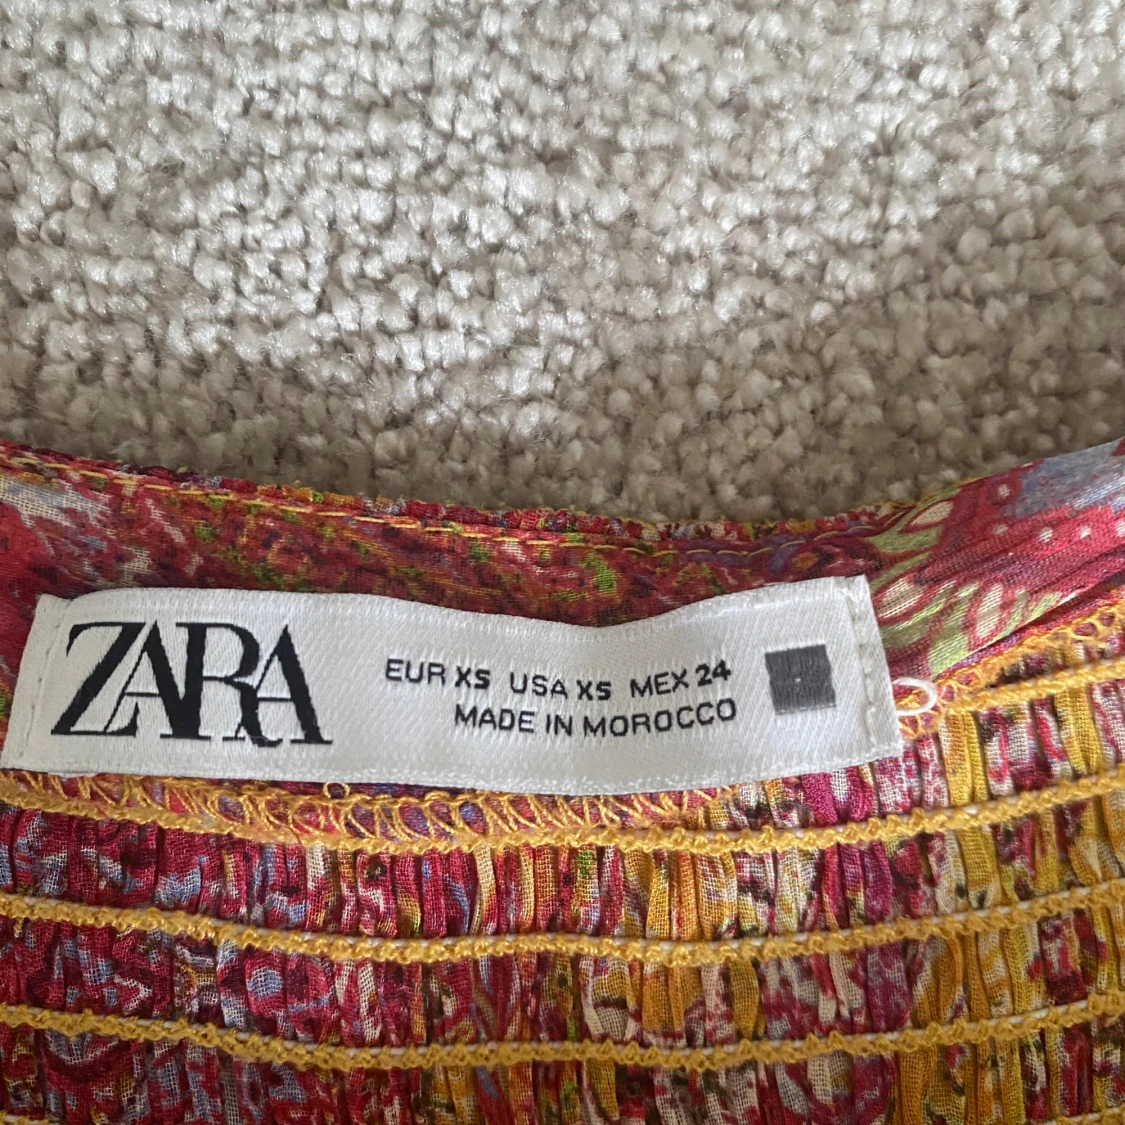 ZARA
EUR XS USA XS MEX 24
MADE IN MOROCCO